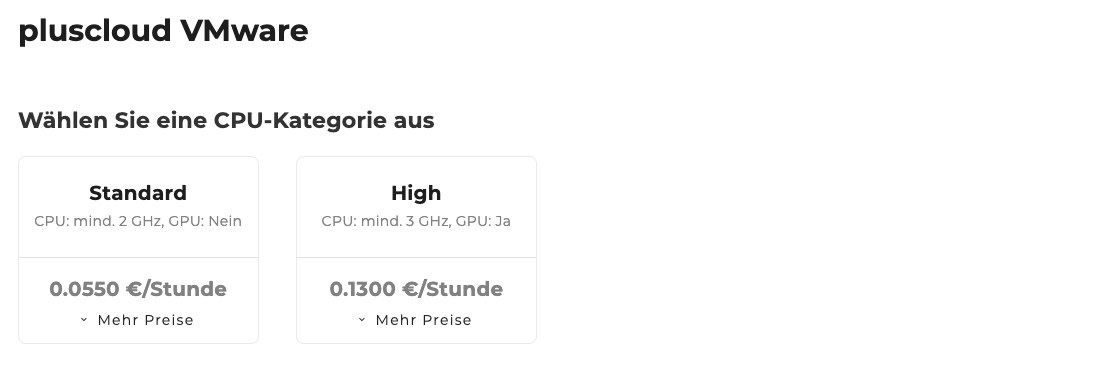 pluscloud VMware
Wählen Sie eine CPU-Kategorie aus
Standard
CPU: mind. 2 GHz, GPU: Nein
0.0550 €/Stunde
Mehr Preise
High
CPU: mind. 3 GHz, GPU: Ja
0.1300 €/Stunde
Mehr Preise